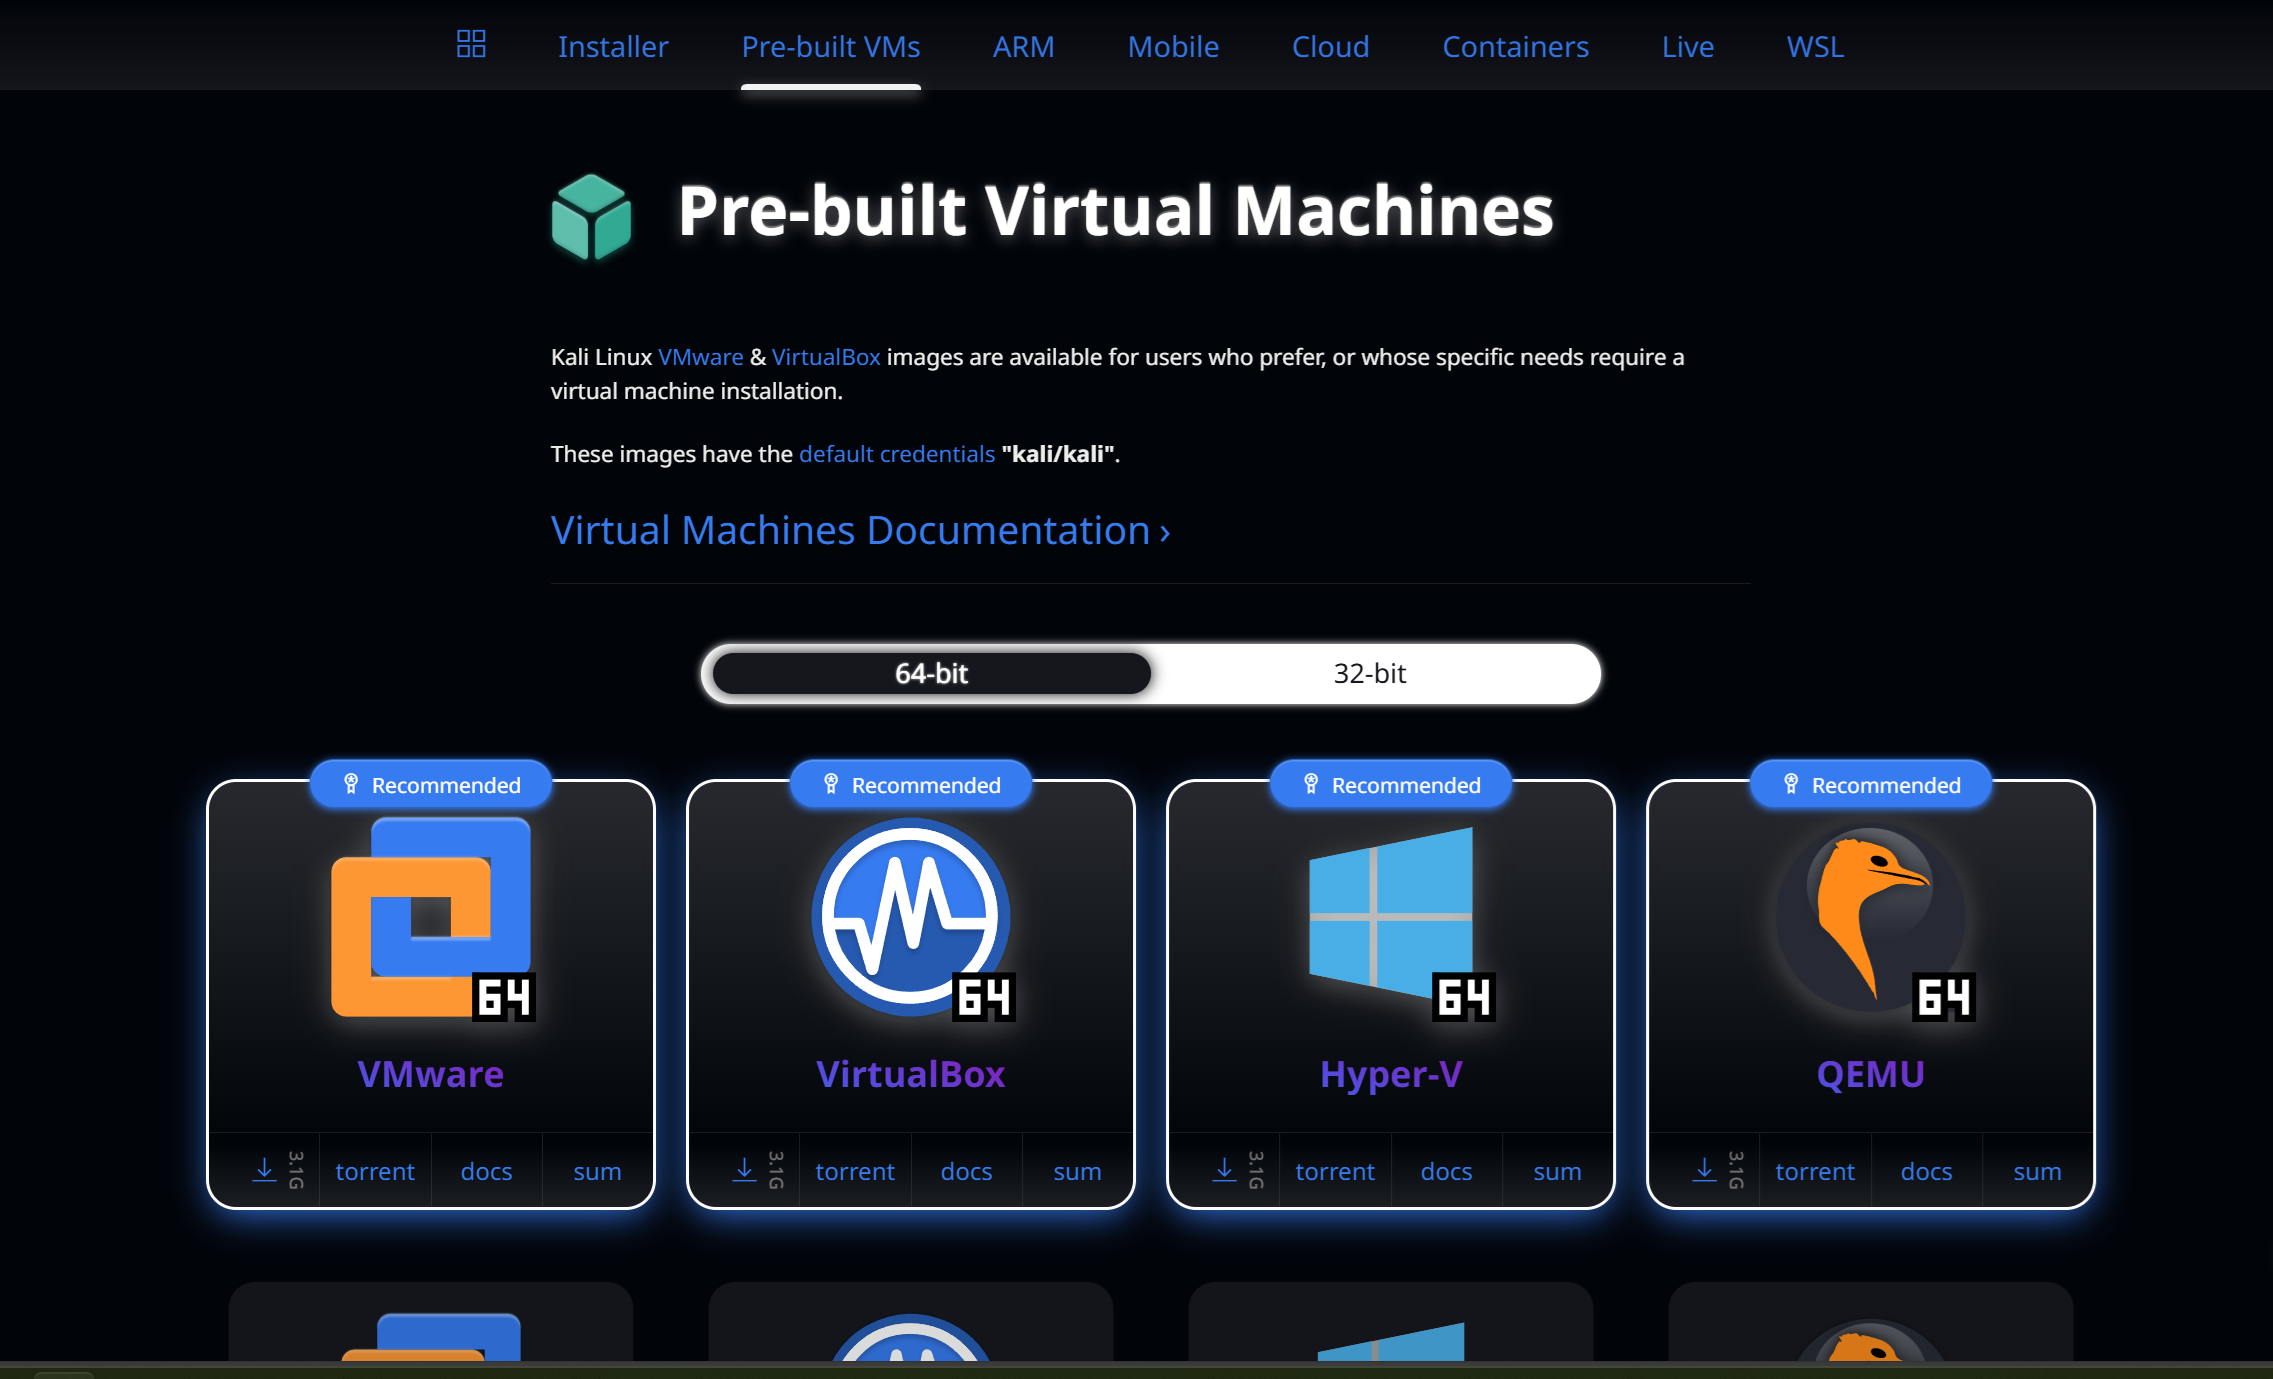 Installer Pre-built VMs ARM Mobile Cloud Containers Live WSL
Pre-built Virtual Machines
Kali Linux VMware & VirtualBox images are available for users who prefer, or whose specific needs require a
virtual machine installation.
These images have the default credentials "kali/kali".
Virtual Machines Documentation ›
64-bit 32-bit
Recommended Recommended Recommended Recommended
64 64 64 64
VMware VirtualBox Hyper-V QEMU
3.1G torrent docs sum 3.1G torrent docs sum 3.1G torrent docs sum 3.1G torrent docs sum